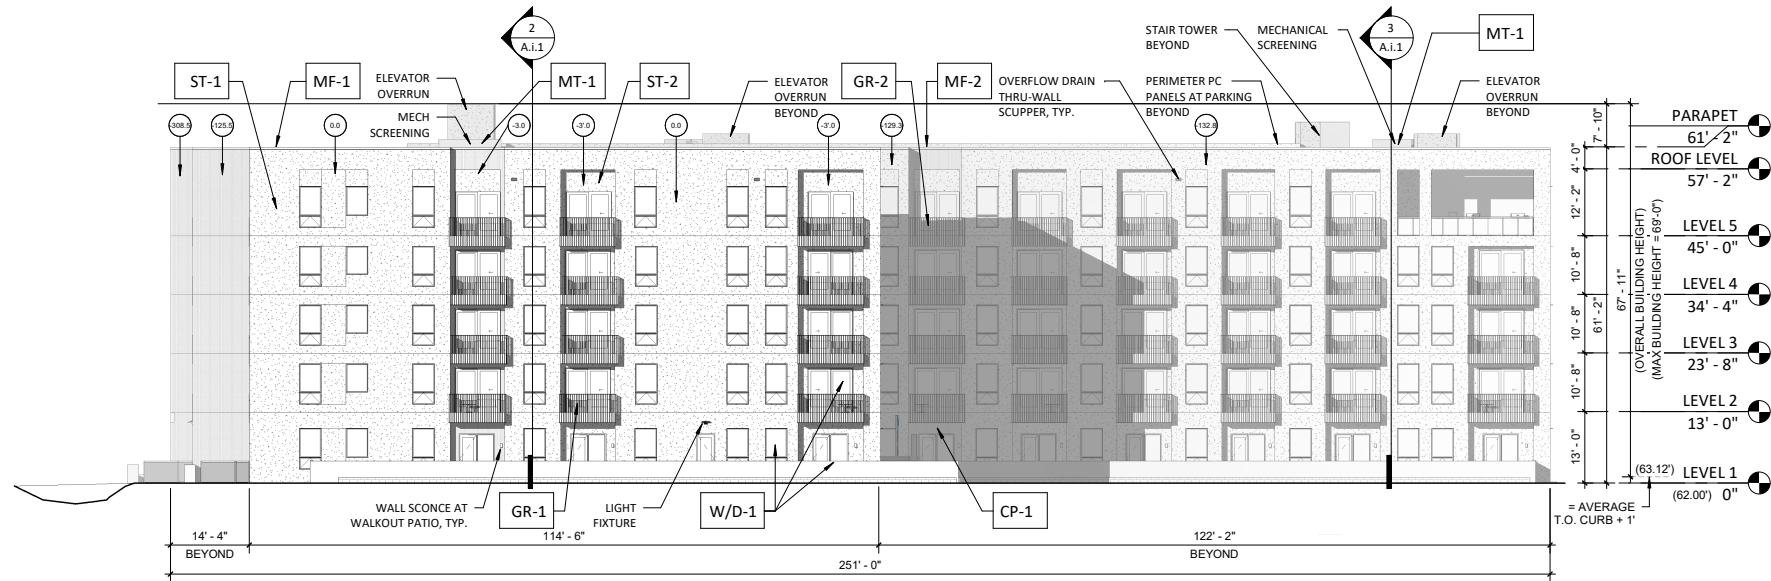 2
A.i.1
3
A.i.1
STAIR TOWER
BEYOND
MECHANICAL
SCREENING
MT-1
ST-1
MF-1
ELEVATOR
OVERRUN
MECH
SCREENING
MT-1
ST-2
ELEVATOR
OVERRUN
BEYOND
GR-2
MF-2
OVERFLOW DRAIN
THRU-WALL
SCUPPER, TYP.
PERIMETER PC
PANELS AT PARKING
BEYOND
ELEVATOR
OVERRUN
BEYOND
-308.5
-125.5
0.0
-3.0
-3'.0
0.0
-3'.0
-129.3
-132.8
7' - 10"
4' - 0"
12' - 2"
10' - 8"
10' - 8"
10' - 8"
13' - 0"
61' - 2"
67' - 11"
(OVERALL BUILDING HEIGHT)
(MAX BUILDING HEIGHT = 69'-0")
PARAPET
61' - 2"
ROOF LEVEL
57' - 2"
LEVEL 5
45' - 0"
LEVEL 4
34' - 4"
LEVEL 3
23' - 8"
LEVEL 2
13' - 0"
(63.12')
LEVEL 1
(62.00') 0"
= AVERAGE
T.O. CURB + 1'
WALL SCONCE AT
WALKOUT PATIO, TYP.
GR-1
LIGHT
FIXTURE
W/D-1
CP-1
14' - 4"
BEYOND
114' - 6"
122' - 2"
BEYOND
251' - 0"